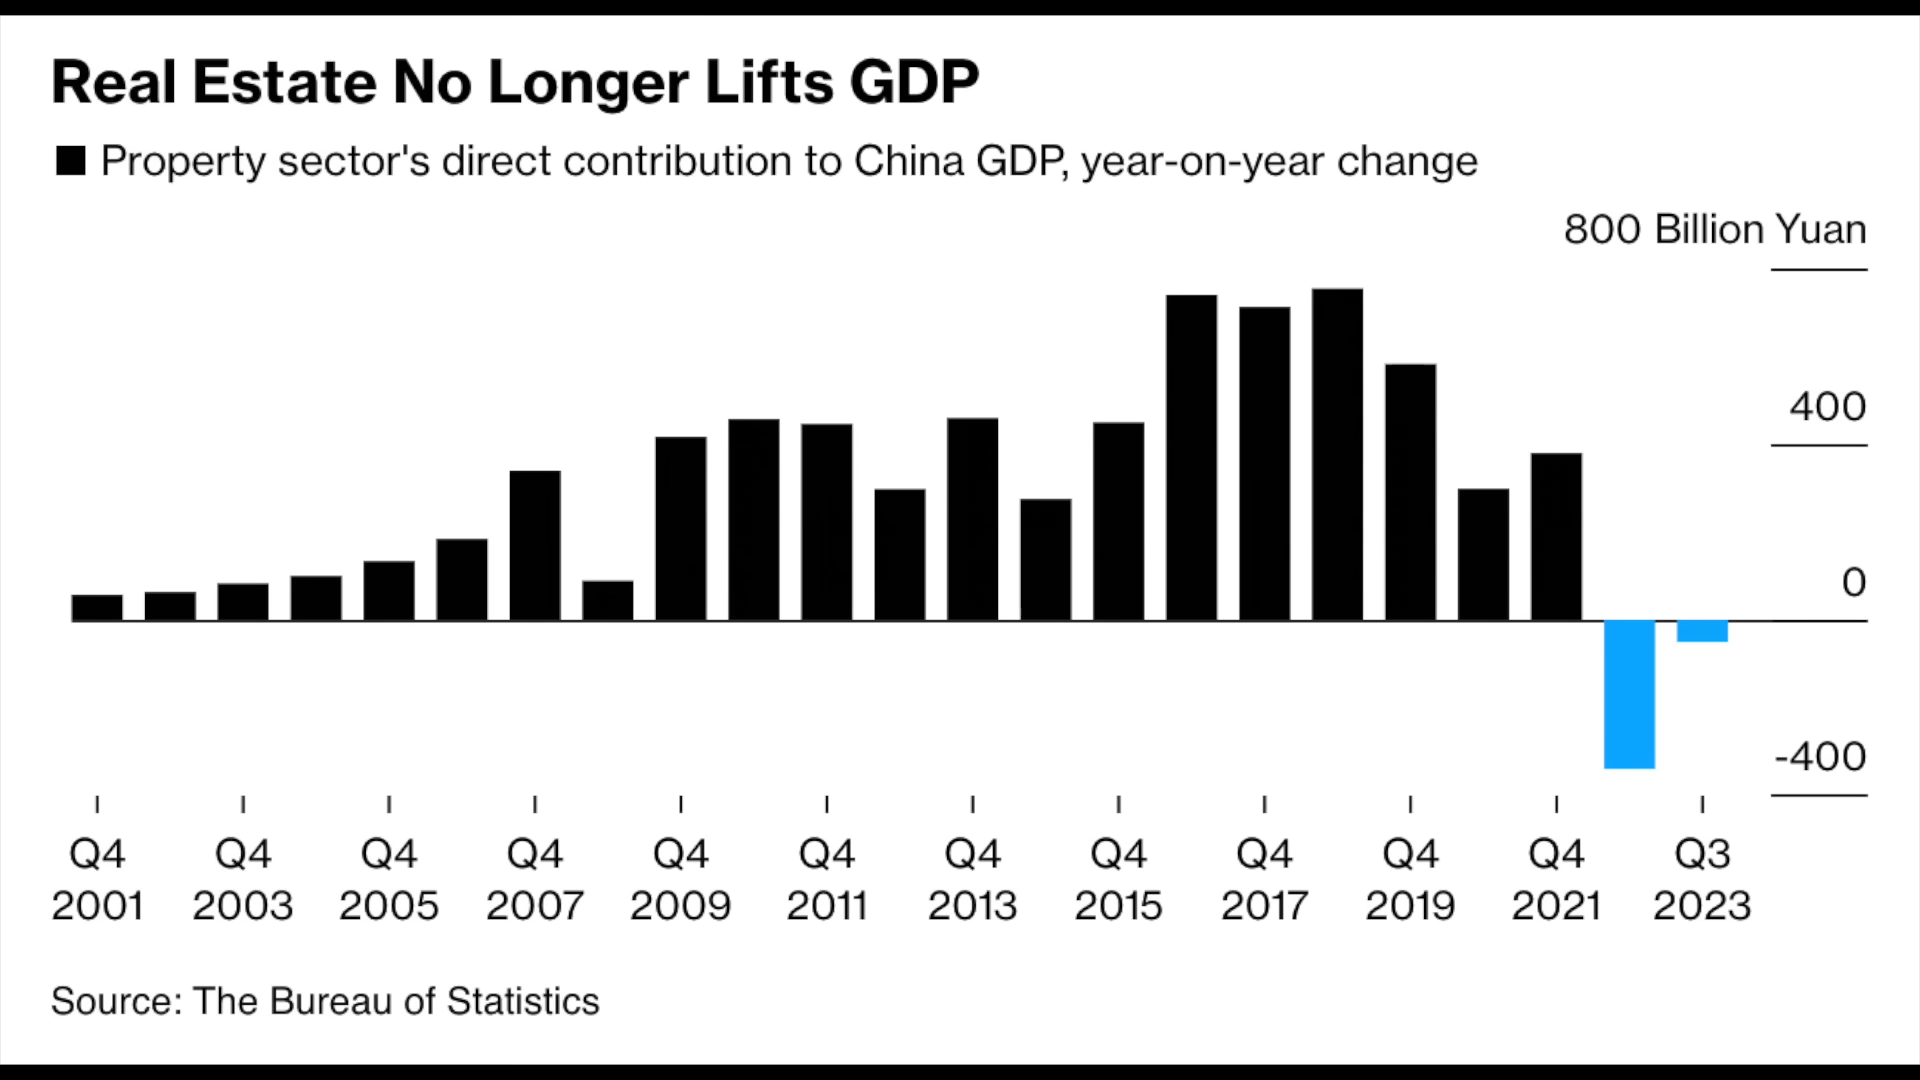 Real Estate No Longer Lifts GDP
Property sector's direct contribution to China GDP, year-on-year change
800 Billion Yuan
400
0
-400
Q4 Q4 Q4 Q4 Q4 Q4 Q4 Q4 Q4 Q4 Q4 Q3
2001 2003 2005 2007 2009 2011 2013 2015 2017 2019 2021 2023
Source: The Bureau of Statistics